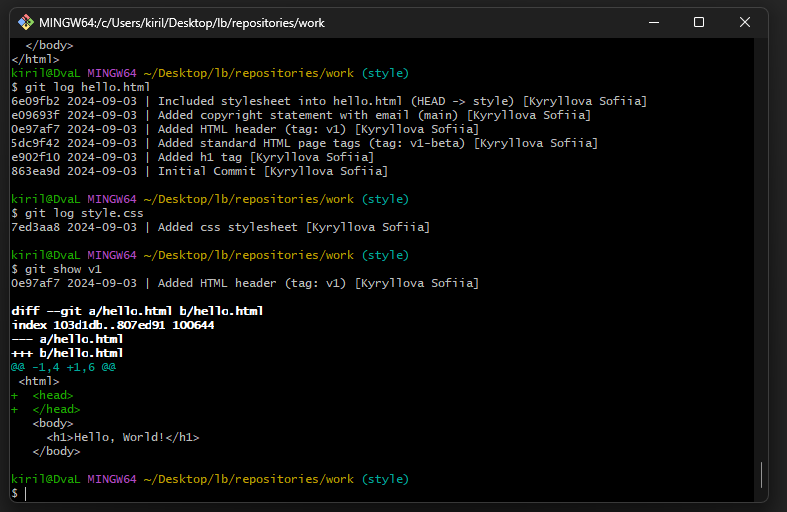 MINGW64:/c/Users/kiril/Desktop/lb/repositories/work
  </body>
</html>
kiril@DvaL MINGW64 ~/Desktop/lb/repositories/work (style)
$ git log hello.html
6e09fb2 2024-09-03 | Included stylesheet into hello.html (HEAD -> style) [Kyryllova Sofiia]
e09693f 2024-09-03 | Added copyright statement with email (main) [Kyryllova Sofiia]
0e97af7 2024-09-03 | Added HTML header (tag: v1) [Kyryllova Sofiia]
5dc9f42 2024-09-03 | Added standard HTML page tags (tag: v1-beta) [Kyryllova Sofiia]
e902f10 2024-09-03 | Added h1 tag [Kyryllova Sofiia]
863ea9d 2024-09-03 | Initial Commit [Kyryllova Sofiia]
kiril@DvaL MINGW64 ~/Desktop/lb/repositories/work (style)
$ git log style.css
7ed3aa8 2024-09-03 | Added css stylesheet [Kyryllova Sofiia]
kiril@DvaL MINGW64 ~/Desktop/lb/repositories/work (style)
$ git show v1
0e97af7 2024-09-03 | Added HTML header (tag: v1) [Kyryllova Sofiia]
diff --git a/hello.html b/hello.html
index 103d1db..807ed91 100644
--- a/hello.html
+++ b/hello.html
@@ -1,4 +1,6 @@
 <html>
+  <head>
+  </head>
   <body>
     <h1>Hello, World!</h1>
   </body>
kiril@DvaL MINGW64 ~/Desktop/lb/repositories/work (style)
$